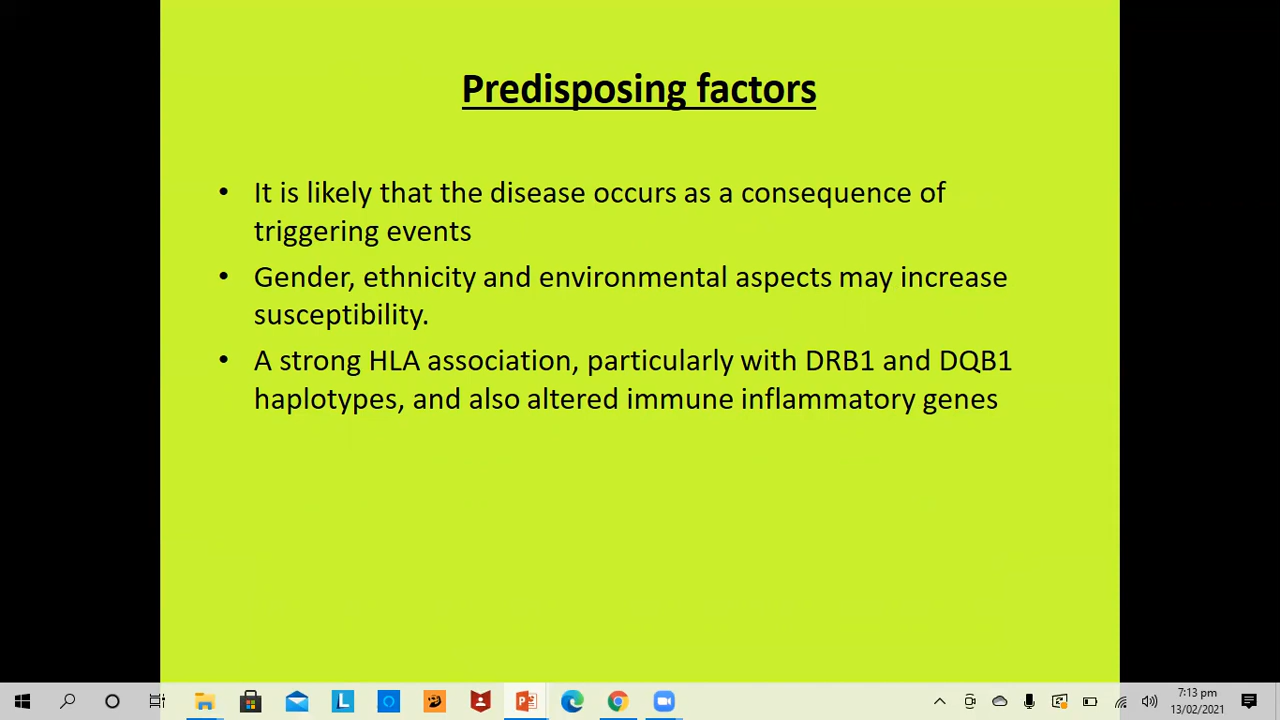 Predisposing factors
• It is likely that the disease occurs as a consequence of
triggering events
• Gender, ethnicity and environmental aspects may increase
susceptibility.
• A strong HLA association, particularly with DRB1 and DQB1
haplotypes, and also altered immune inflammatory genes
L
7:13 pm
13/02/2021